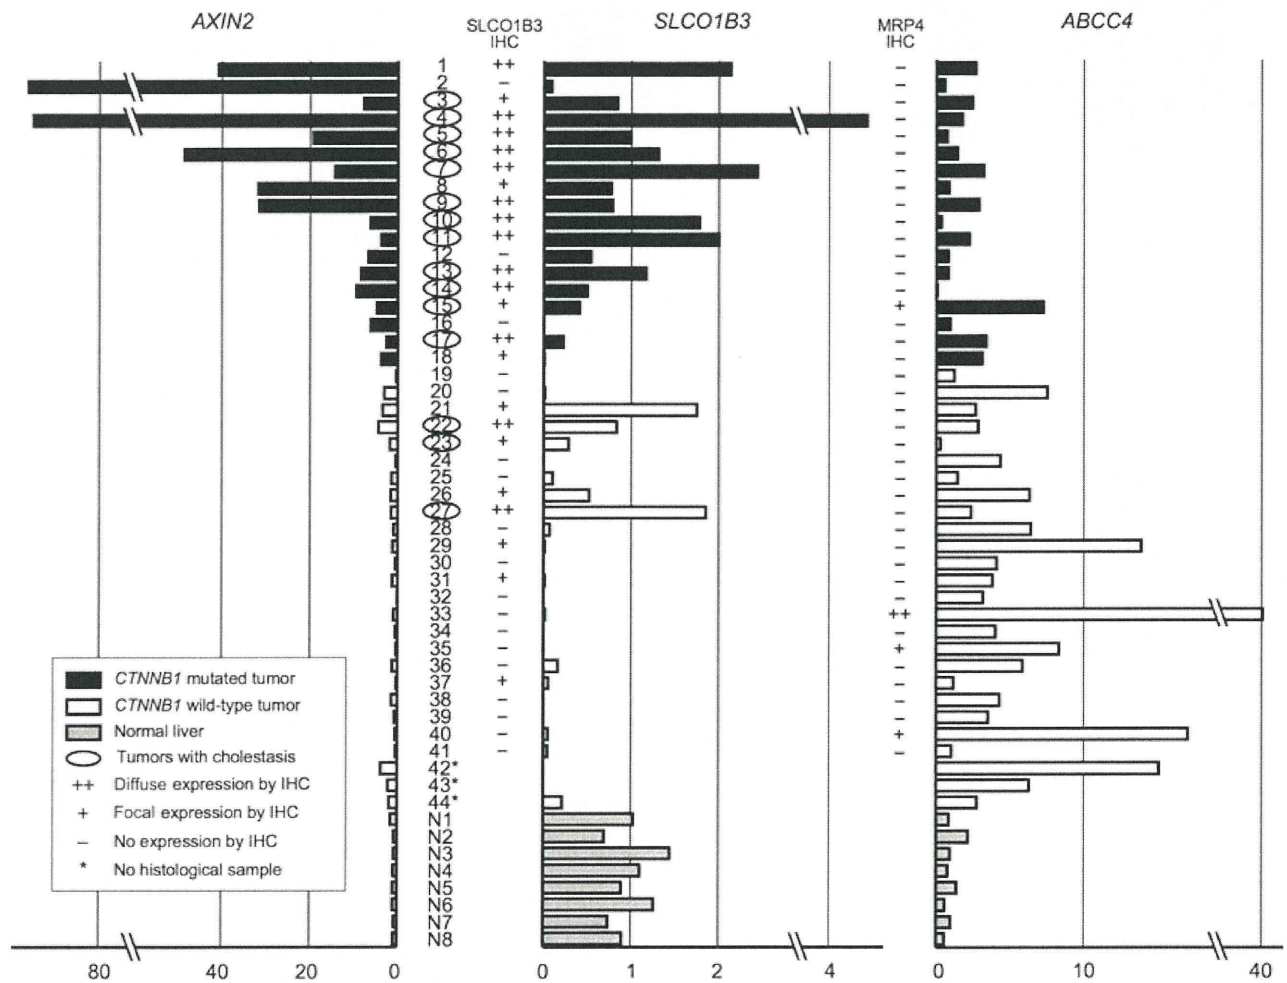 AXIN2 SLCO1B3 IHC SLCO1B3 MRP4 IHC ABCC4
1 ++ –
2 – –
3 + –
4 ++ –
5 ++ –
6 ++ –
7 ++ –
8 + –
9 ++ –
10 ++ –
11 ++ –
12 – –
13 ++ –
14 ++ –
15 + +
16 – –
17 ++ –
18 + –
19 – –
20 – –
21 + –
22 ++ –
23 + –
24 – –
25 – –
26 + –
27 ++ –
28 – –
29 + –
30 – –
31 + –
32 – –
33 – ++
34 – –
35 – +
36 – –
37 + –
38 – –
39 – –
40 – +
41 – –
42*
43*
44*
N1
N2
N3
N4
N5
N6
N7
N8
CTNNB1 mutated tumor
CTNNB1 wild-type tumor
Normal liver
Tumors with cholestasis
++ Diffuse expression by IHC
+ Focal expression by IHC
– No expression by IHC
* No histological sample
80 40 20 0 0 1 2 4 0 10 40